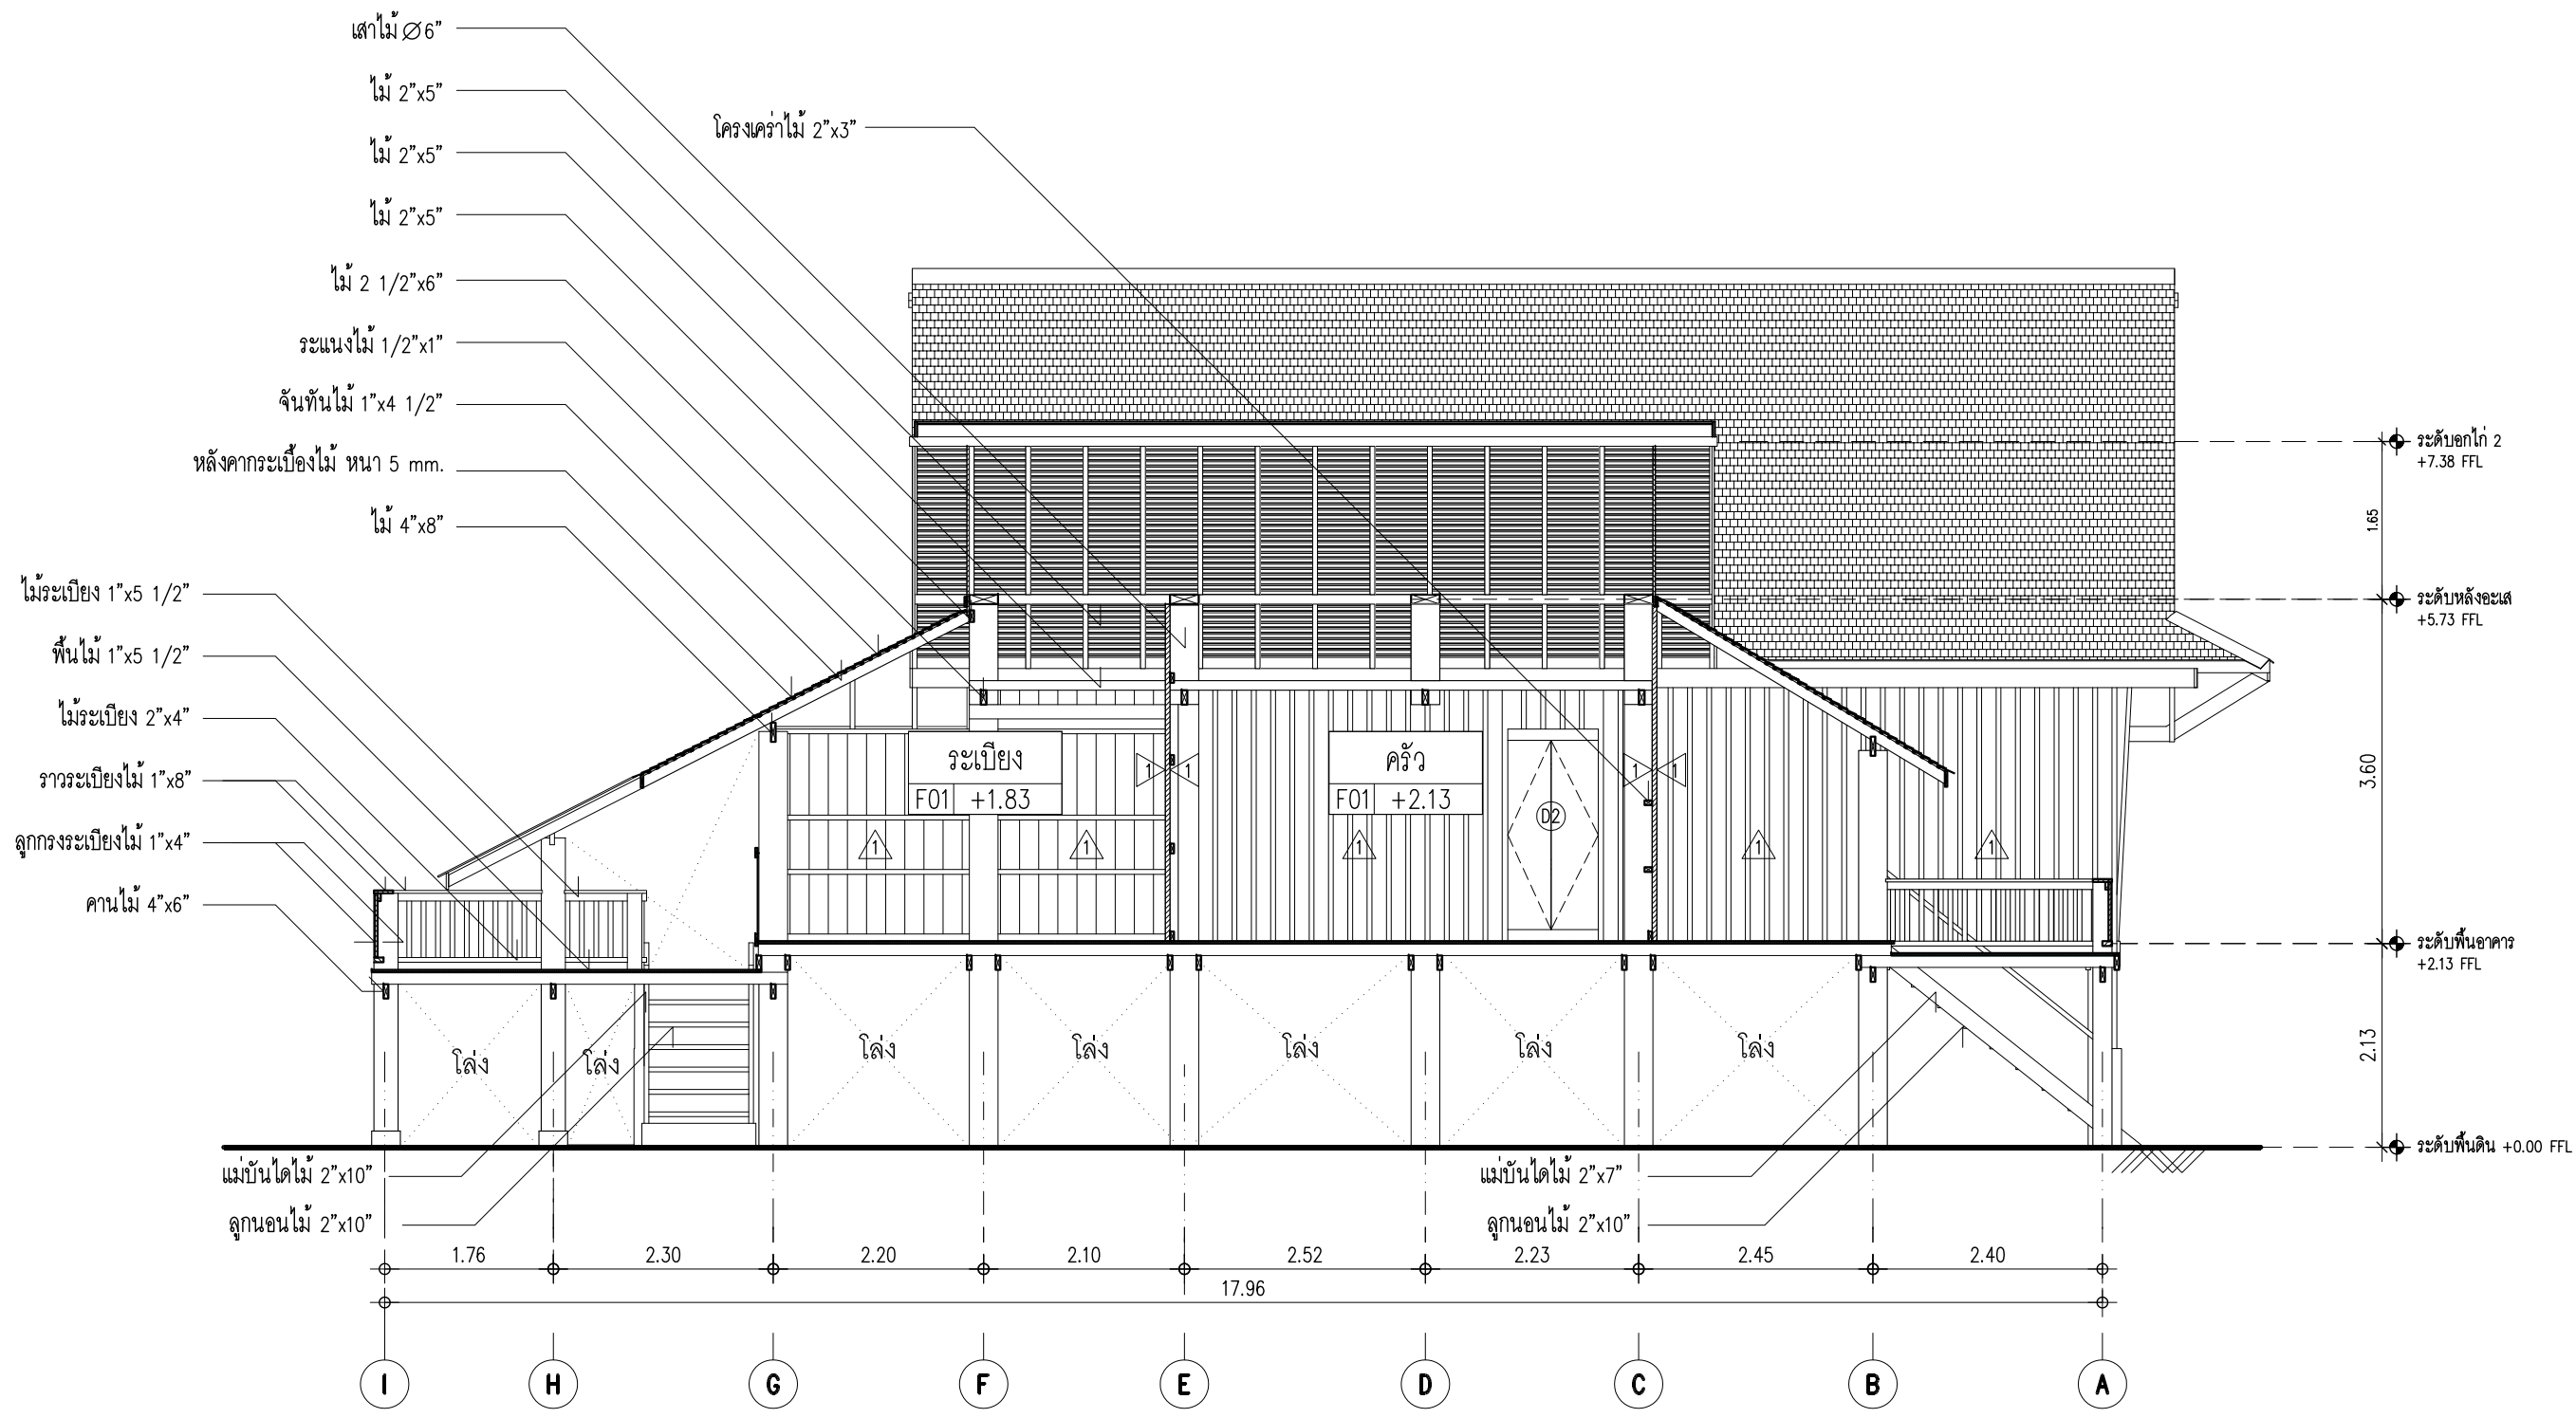 เสาไม้ ∅6"
ไม้ 2"x5"
ไม้ 2"x5"
ไม้ 2"x5"
ไม้ 2 1/2"x6"
ระแนงไม้ 1/2"x1"
จันทันไม้ 1"x4 1/2"
หลังคากระเบื้องไม้ หนา 5 mm.
ไม้ 4"x8"
โครงเคร่าไม้ 2"x3"
ไม้ระเบียง 1"x5 1/2"
พื้นไม้ 1"x5 1/2"
ไม้ระเบียง 2"x4"
ราวระเบียงไม้ 1"x8"
ลูกกรงระเบียงไม้ 1"x4"
คานไม้ 4"x6"
ระดับอกไก่ 2
+7.38 FFL
1.65
ระดับหลังอะเส
+5.73 FFL
3.60
ระดับพื้นอาคาร
+2.13 FFL
2.13
ระดับพื้นดิน +0.00 FFL
ระเบียง
F01 +1.83
ครัว
F01 +2.13
1 1 1 1
D2
1 1 1 1 1
โล่ง โล่ง โล่ง โล่ง โล่ง โล่ง โล่ง
แม่บันไดไม้ 2"x10"
ลูกนอนไม้ 2"x10"
แม่บันไดไม้ 2"x7"
ลูกนอนไม้ 2"x10"
1.76 2.30 2.20 2.10 2.52 2.23 2.45 2.40
17.96
I H G F E D C B A